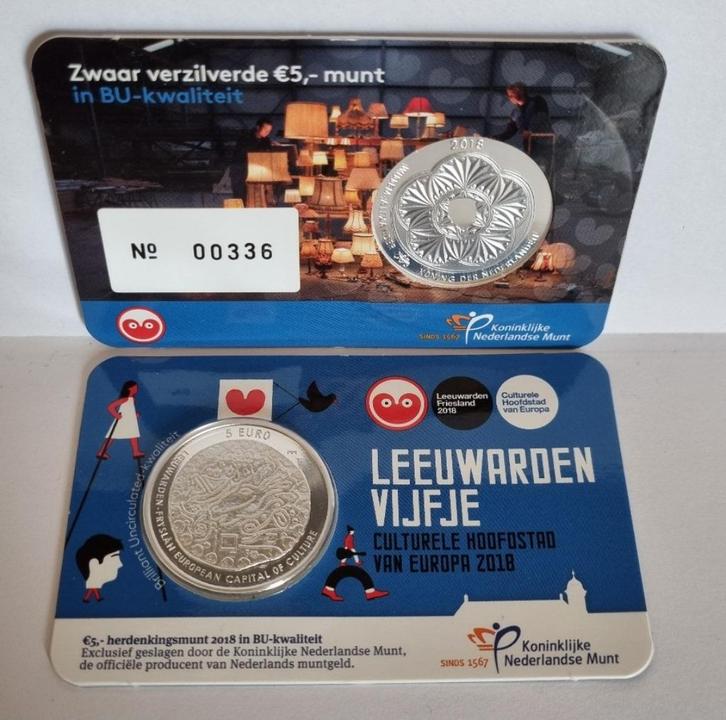 Zwaar verzilverde €5,- munt
in BU-kwaliteit
2018
KONING DER NEDERLANDEN
Nº 00336
SINDS 1567
Koninklijke
Nederlandse Munt
Leeuwarden
Friesland
2018
Culturele
Hoofdstad
van Europa
5 EURO
LEEUWARDEN-FRYSLÂN EUROPEAN CAPITAL OF CULTURE
Brilliant Uncirculated-kwaliteit
LEEUWARDEN
VIJFJE
CULTURELE HOOFDSTAD
VAN EUROPA 2018
€5,- herdenkingsmunt 2018 in BU-kwaliteit
Exclusief geslagen door de Koninklijke Nederlandse Munt,
de officiële producent van Nederlands muntgeld.
SINDS 1567
Koninklijke
Nederlandse Munt